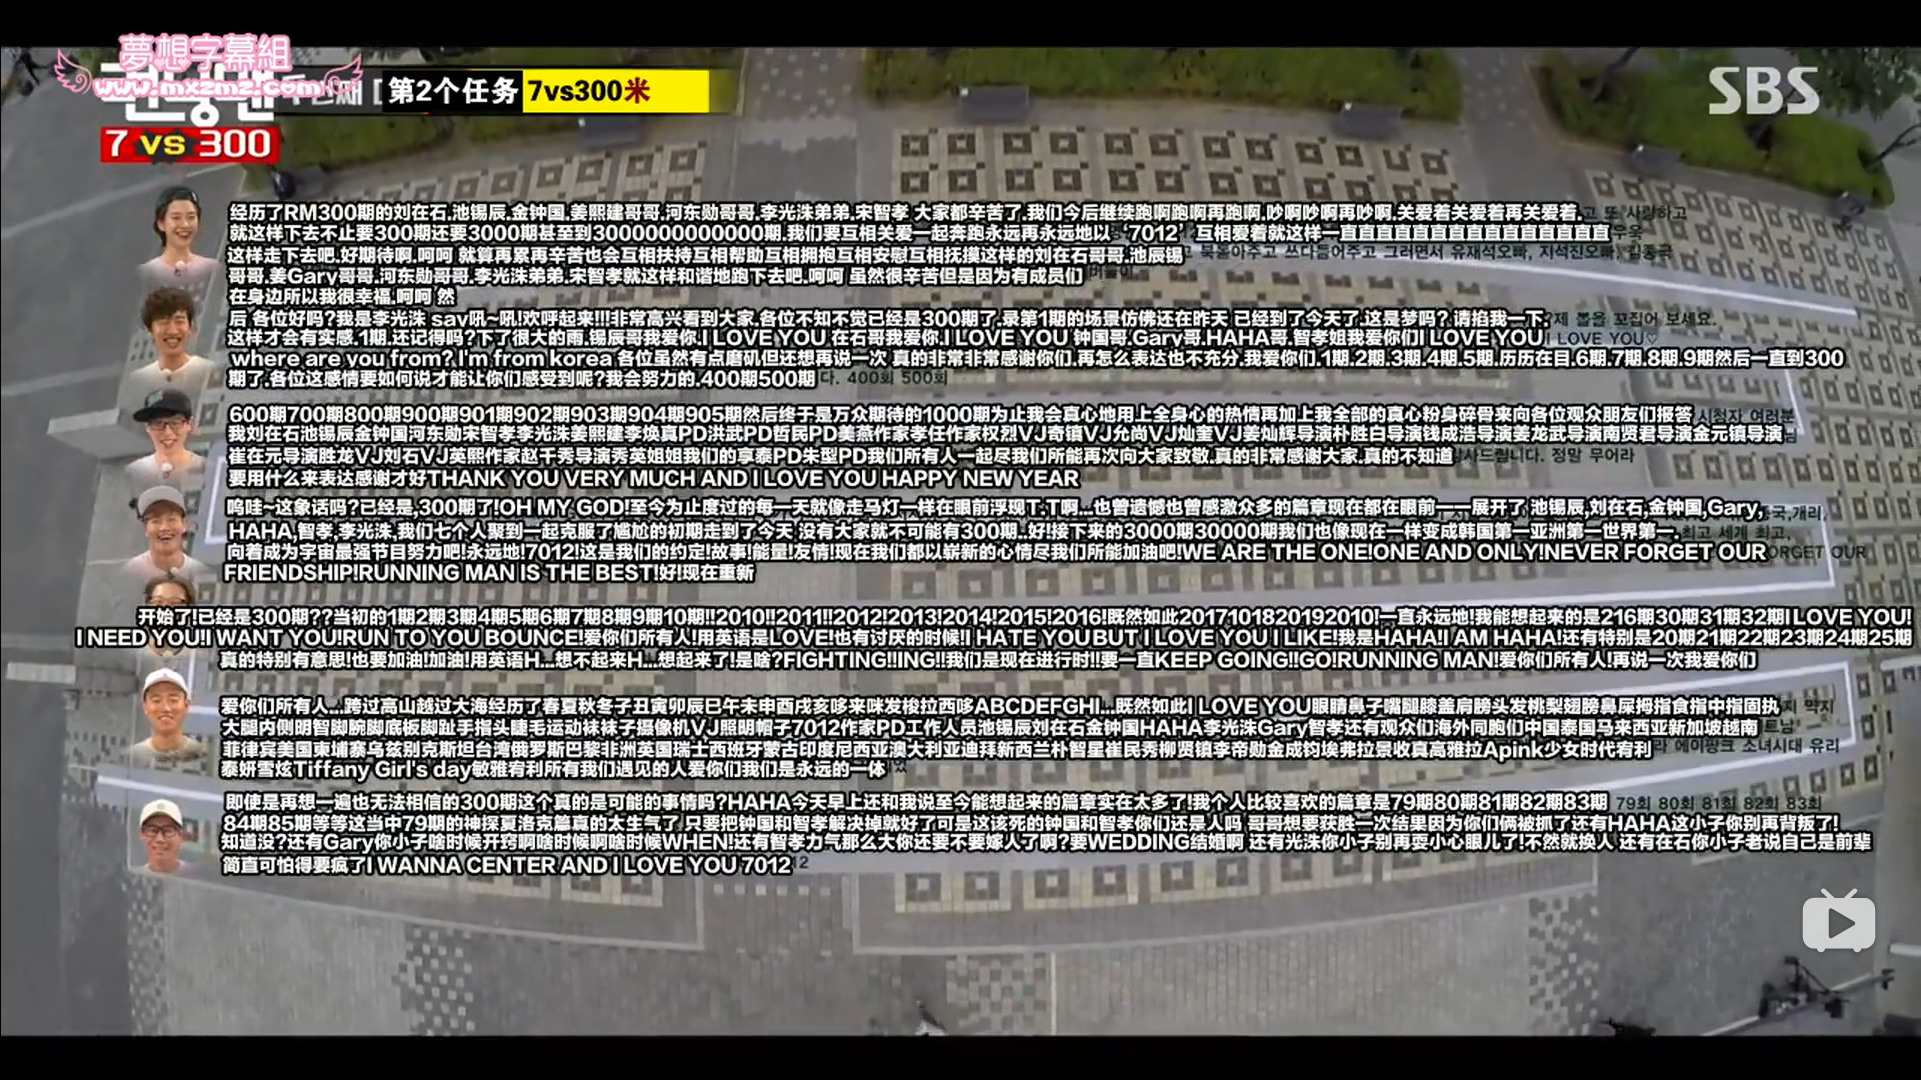 夢想字幕組
www.mxzmz.com
第2个任务 7vs300米
SBS
7 vs 300
经历了RM300期的刘在石.池锡辰.金钟国.姜熙建哥哥.河东勋哥哥.李光洙弟弟.宋智孝 大家都辛苦了.我们今后继续跑啊跑啊再跑啊.吵啊吵啊再吵啊.关爱着关爱着再关爱着.
就这样下去不止要300期还要3000期甚至到3000000000000期.我们要互相关爱一起奔跑永远再永远地以‘7012’互相爱着就这样一直直直直直直直直直直直直直直直
这样走下去吧.好期待啊.呵呵 就算再累再辛苦也会互相扶持互相帮助互相拥抱互相安慰互相抚摸这样的刘在石哥哥.池辰锡
북돋아주고 쓰다듬어주고 그러면서 유재석오빠, 지석진오빠,
哥哥.姜Gary哥哥.河东勋哥哥.李光洙弟弟.宋智孝就这样和谐地跑下去吧.呵呵 虽然很辛苦但是因为有成员们
在身边所以我很幸福.呵呵 然
后 各位好吗?我是李光洙 say吼~吼!欢呼起来!!!非常高兴看到大家.各位不知不觉已经是300期了.录第1期的场景仿佛还在昨天 已经到了今天了.这是梦吗? 请掐我一下.
这样才会有实感.1期.还记得吗?下了很大的雨.锡辰哥我爱你.I LOVE YOU 在石哥我爱你.I LOVE YOU 钟国哥.Gary哥.HAHA哥.智孝姐我爱你们I LOVE YOU
where are you from? I'm from korea 各位虽然有点磨矶但还想再说一次 真的非常非常感谢你们.再怎么表达也不充分.我爱你们.1期.2期.3期.4期.5期.历历在目.6期.7期.8期.9期然后一直到300
期了.各位这感情要如何说才能让你们感受到呢?我会努力的.400期500期 다. 400회 500회
600期700期800期900期901期902期903期904期905期然后终于是万众期待的1000期为止我会真心地用上全身心的热情再加上我全部的真心粉身碎骨来向各位观众朋友们报答 시청자 여러분
我刘在石池锡辰金钟国河东勋宋智孝李光洙姜熙建李焕真PD洪武PD哲民PD美燕作家孝任作家权烈VJ奇镇VJ允尚VJ灿奎VJ姜灿辉导演朴胜白导演钱成浩导演姜龙武导演南贤君导演金元镇导演
崔在元导演胜龙VJ刘石VJ英熙作家赵千秀导演秀英姐姐我们的享泰PD朱型PD我们所有人一起尽我们所能再次向大家致敬.真的非常感谢大家.真的不知道
要用什么来表达感谢才好THANK YOU VERY MUCH AND I LOVE YOU HAPPY NEW YEAR
呜哇~这象话吗?已经是,300期了!OH MY GOD!至今为止度过的每一天就像走马灯一样在眼前浮现T.T啊...也曾遗憾也曾感激众多的篇章现在都在眼前一一展开了 池锡辰,刘在石,金钟国,Gary,
HAHA,智孝,李光洙,我们七个人聚到一起克服了尴尬的初期走到了今天 没有大家就不可能有300期..好!接下来的3000期30000期我们也像现在一样变成韩国第一亚洲第一世界第一.
向着成为宇宙最强节目努力吧!永远地!7012!这是我们的约定!故事!能量!友情!现在我们都以崭新的心情尽我们所能加油吧!WE ARE THE ONE!ONE AND ONLY!NEVER FORGET OUR
FRIENDSHIP!RUNNING MAN IS THE BEST!好!现在重新
开始了!已经是300期??当初的1期2期3期4期5期6期7期8期9期10期!!2010!!2011!!2012!2013!2014!2015!2016!既然如此2017101820192010!一直永远地!我能想起来的是216期30期31期32期I LOVE YOU!
I NEED YOU!I WANT YOU!RUN TO YOU BOUNCE!爱你们所有人!用英语是LOVE!也有讨厌的时候!I HATE YOU BUT I LOVE YOU I LIKE!我是HAHA!I AM HAHA!还有特别是20期21期22期23期24期25期
真的特别有意思!也要加油!加油!用英语H...想不起来H...想起来了!是啥?FIGHTING!!ING!!我们是现在进行时!!要一直KEEP GOING!!GO!RUNNING MAN!爱你们所有人!再说一次我爱你们
爱你们所有人...跨过高山越过大海经历了春夏秋冬子丑寅卯辰巳午未申酉戌亥哆来咪发梭拉西哆ABCDEFGHI...既然如此I LOVE YOU眼睛鼻子嘴腿膝盖肩膀头发桃梨翅膀鼻屎拇指食指中指固执
大腿内侧明智脚腕脚底板脚趾手指头睫毛运动袜袜子摄像机VJ照明帽子7012作家PD工作人员池锡辰刘在石金钟国HAHA李光洙Gary智孝还有观众们海外同胞们中国泰国马来西亚新加坡越南
菲律宾美国柬埔寨乌兹别克斯坦台湾俄罗斯巴黎非洲英国瑞士西班牙蒙古印度尼西亚澳大利亚迪拜新西兰朴智星崔民秀柳贤镇李帝勋金成钧埃弗拉景收真高雅拉Apink少女时代宥利 에이핑크 소녀시대 유리
泰妍雪炫Tiffany Girl's day敏雅宥利所有我们遇见的人爱你们我们是永远的一体
即使是再想一遍也无法相信的300期这个真的是可能的事情吗?HAHA今天早上还和我说至今能想起来的篇章实在太多了!我个人比较喜欢的篇章是79期80期81期82期83期 79회 80회 81회 82회 83회
84期85期等等这当中79期的神探夏洛克篇真的太生气了 只要把钟国和智孝解决掉就好了可是这该死的钟国和智孝你们还是人吗 哥哥想要获胜一次结果因为你们俩被抓了还有HAHA这小子你别再背叛了!
知道没?还有Gary你小子啥时候开窍啊啥时候啊啥时候WHEN!还有智孝力气那么大你还要不要嫁人了啊?要WEDDING结婚啊 还有光洙你小子别再耍小心眼儿了!不然就换人 还有在石你小子老说自己是前辈
简直可怕得要疯了I WANNA CENTER AND I LOVE YOU 7012